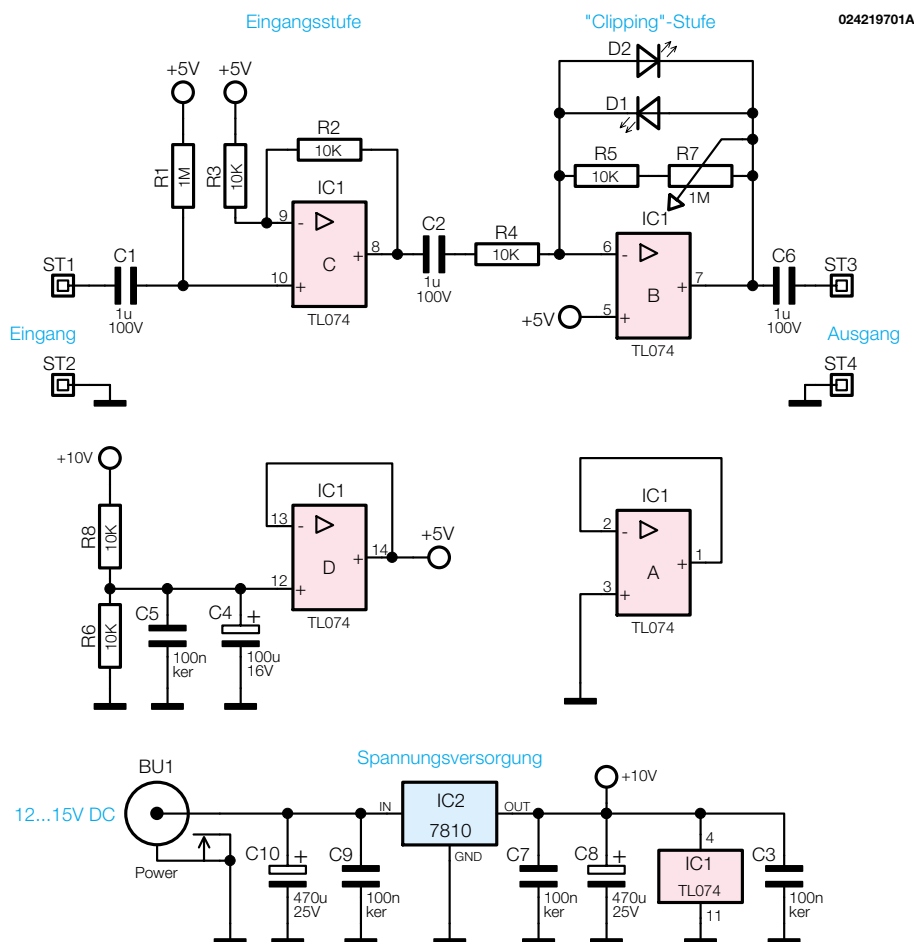 Eingangsstufe
"Clipping"-Stufe
024219701A
D2
+5V
+5V
D1
R2
10K
R5
10K
R7
1M
R1
1M
R3
10K
IC1
9
-
C
8
+
10
+
TL074
C2
1u
100V
R4
10K
IC1
6
-
B
7
+
5
+
+5V
TL074
ST1
C1
1u
100V
C6
1u
100V
ST3
Eingang
Ausgang
ST2
ST4
+10V
R8
10K
R6
10K
C5
100n
ker
C4
+
100u
16V
IC1
13
-
D
14
+
12
+
TL074
+5V
IC1
2
-
A
1
+
3
+
TL074
Spannungsversorgung
BU1
12...15V DC
Power
C10
+
470u
25V
C9
100n
ker
IN
IC2
7810
OUT
GND
C7
100n
ker
+10V
C8
+
470u
25V
4
IC1
TL074
11
C3
100n
ker